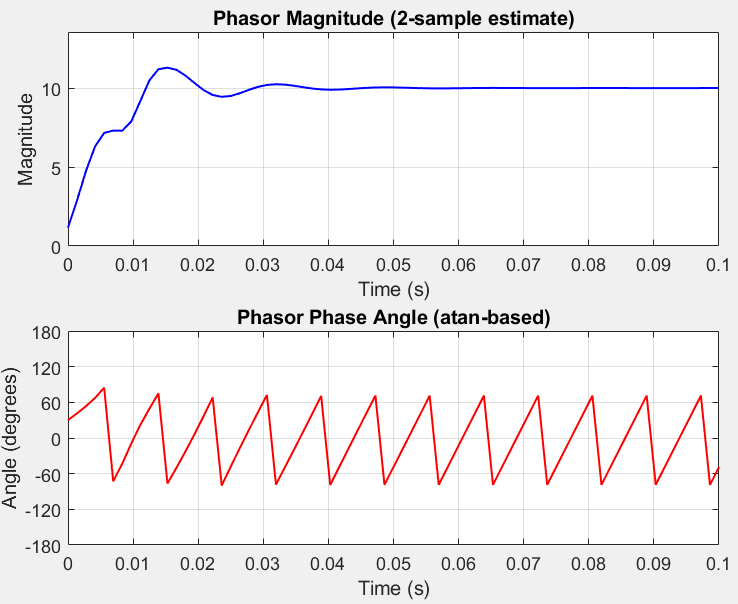 Phasor Magnitude (2-sample estimate)
10
5
0
Magnitude
0 0.01 0.02 0.03 0.04 0.05 0.06 0.07 0.08 0.09 0.1
Time (s)
Phasor Phase Angle (atan-based)
180
120
60
0
-60
-120
-180
Angle (degrees)
0 0.01 0.02 0.03 0.04 0.05 0.06 0.07 0.08 0.09 0.1
Time (s)